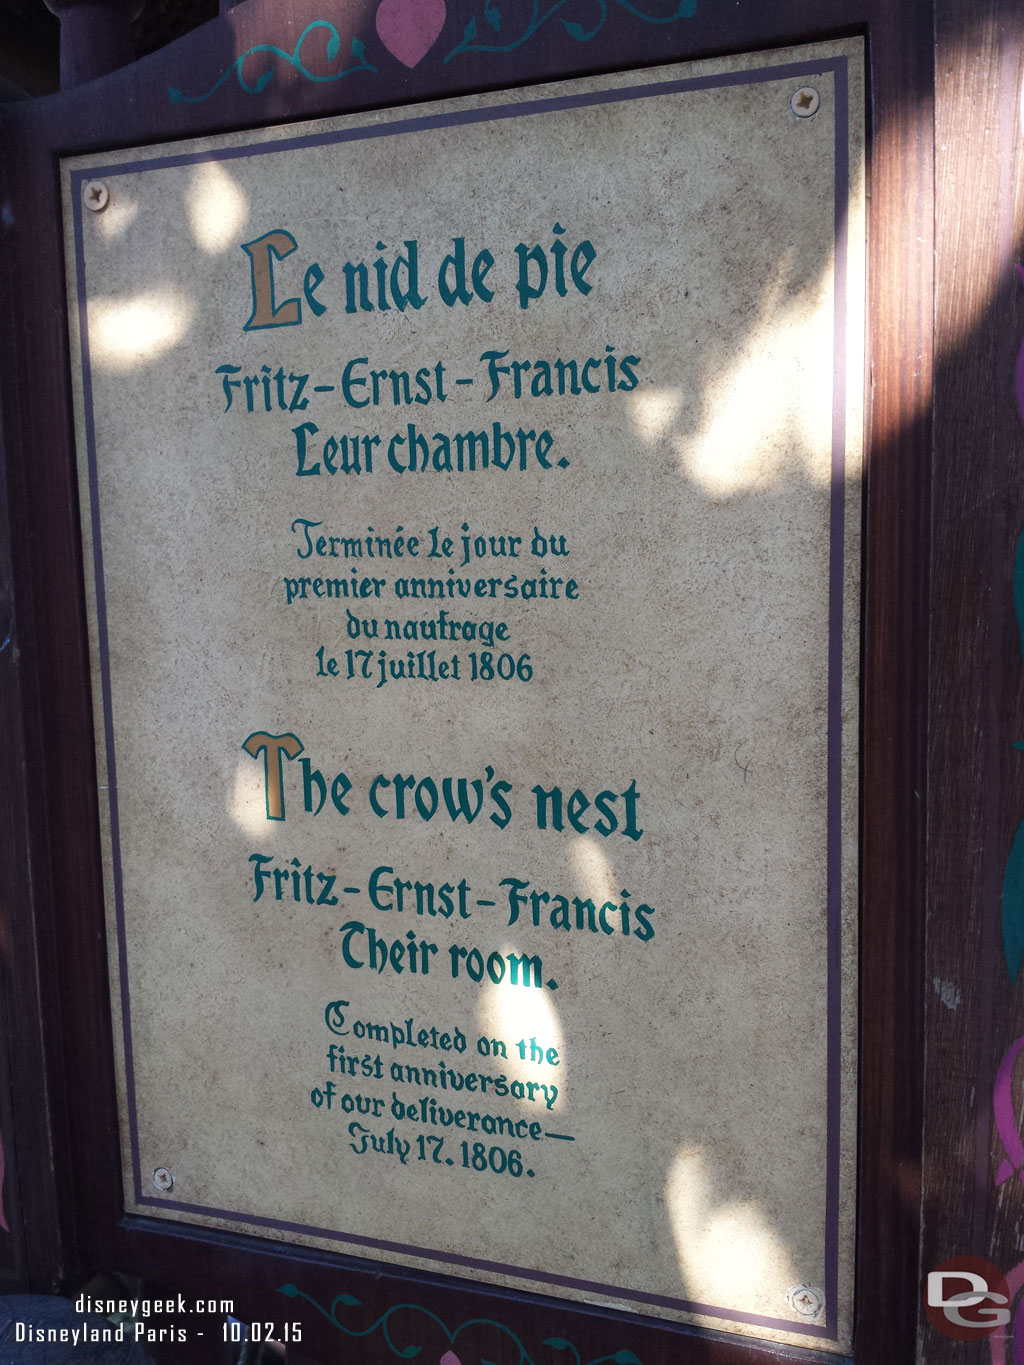 Le nid de pie
Fritz-Ernst-Francis
Leur chambre.
Terminée le jour du
premier anniversaire
du naufrage
le 17 juillet 1806
The crow's nest
Fritz-Ernst-Francis
Their room.
Completed on the
first anniversary
of our deliverance—
July 17. 1806.
disneygeek.com
Disneyland Paris - 10.02.15
DG